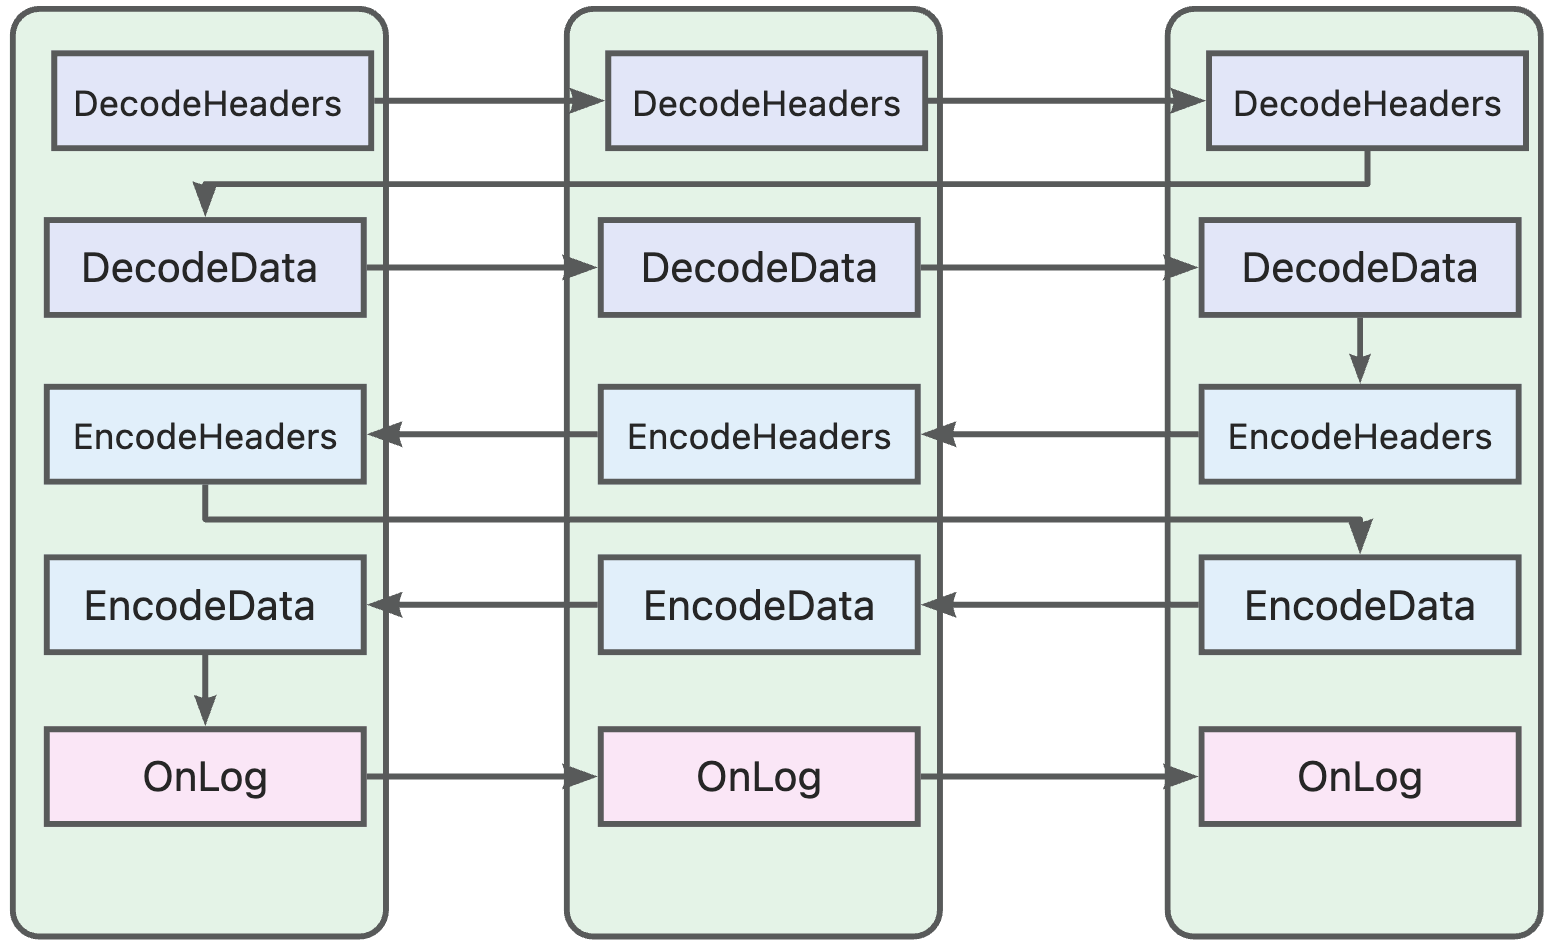 DecodeHeaders
DecodeHeaders
DecodeHeaders
DecodeData
DecodeData
DecodeData
EncodeHeaders
EncodeHeaders
EncodeHeaders
EncodeData
EncodeData
EncodeData
OnLog
OnLog
OnLog